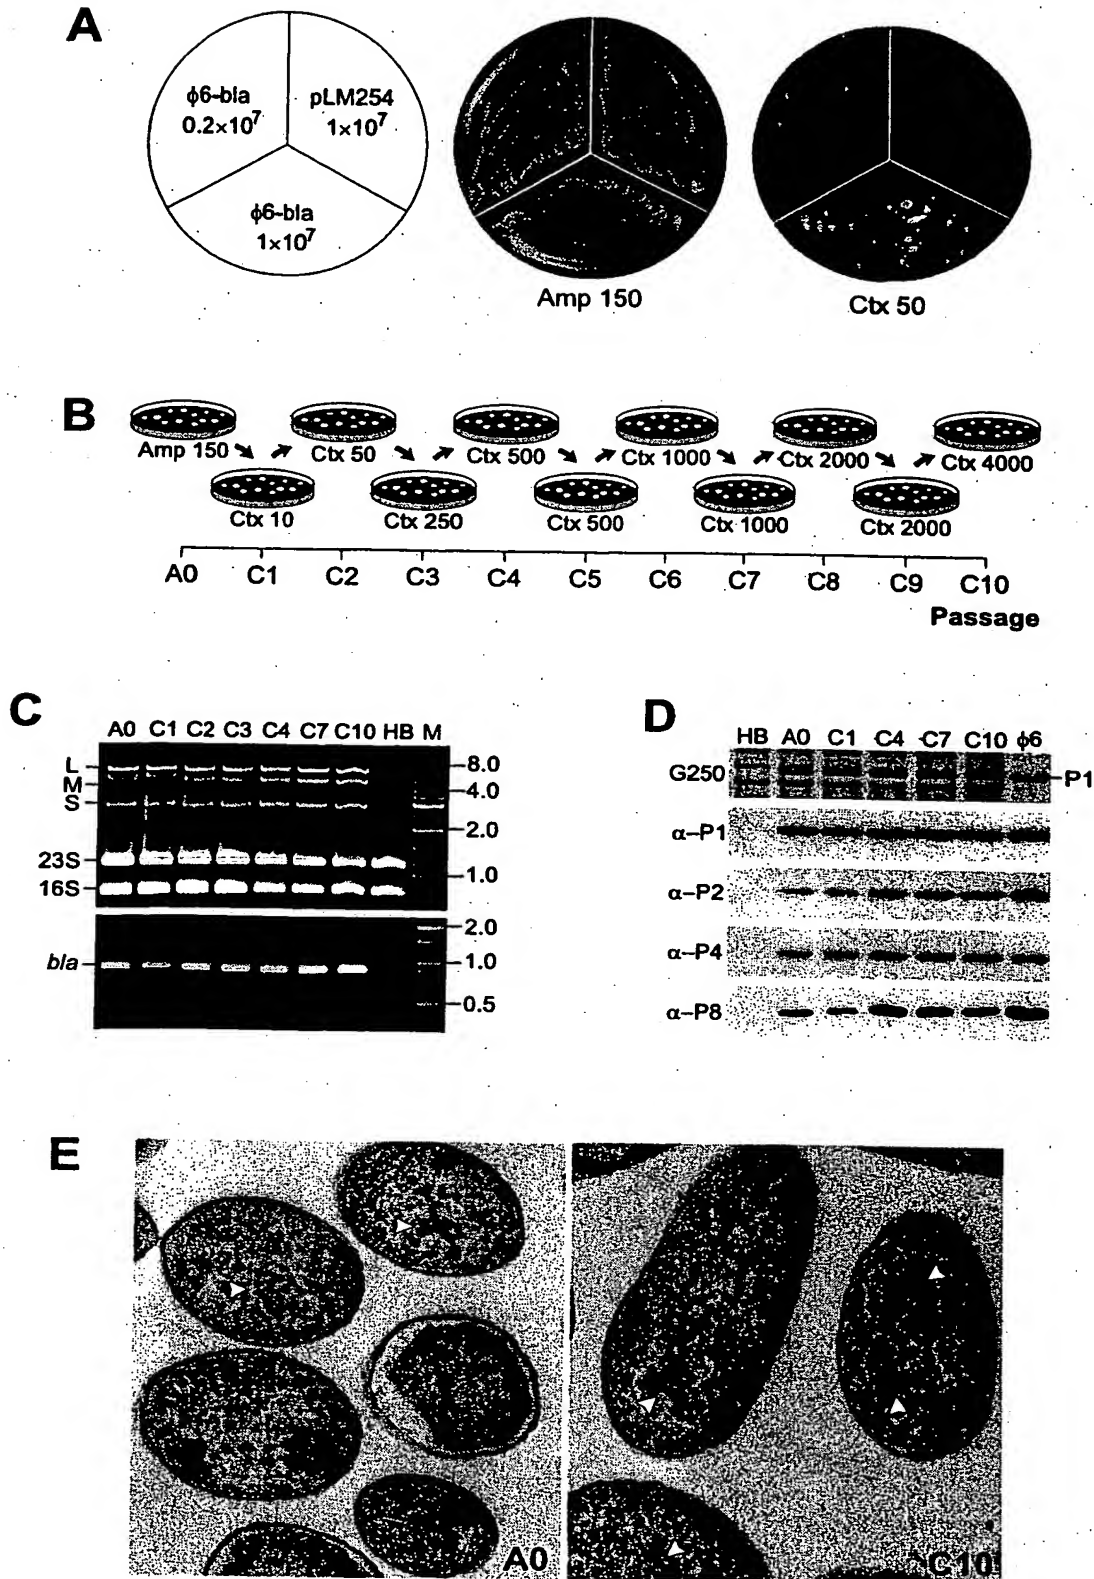 A
ϕ6-bla
0.2×10⁷
pLM254
1×10⁷
ϕ6-bla
1×10⁷
Amp 150
Ctx 50
B
Amp 150
Ctx 50
Ctx 500
Ctx 1000
Ctx 2000
Ctx 4000
Ctx 10
Ctx 250
Ctx 500
Ctx 1000
Ctx 2000
A0 C1 C2 C3 C4 C5 C6 C7 C8 C9 C10
Passage
C
A0 C1 C2 C3 C4 C7 C10 HB M
L
M
S
23S
16S
8.0
4.0
2.0
1.0
bla
2.0
1.0
0.5
D
HB A0 C1 C4 C7 C10 ϕ6
G250
P1
α-P1
α-P2
α-P4
α-P8
E
A0
C10